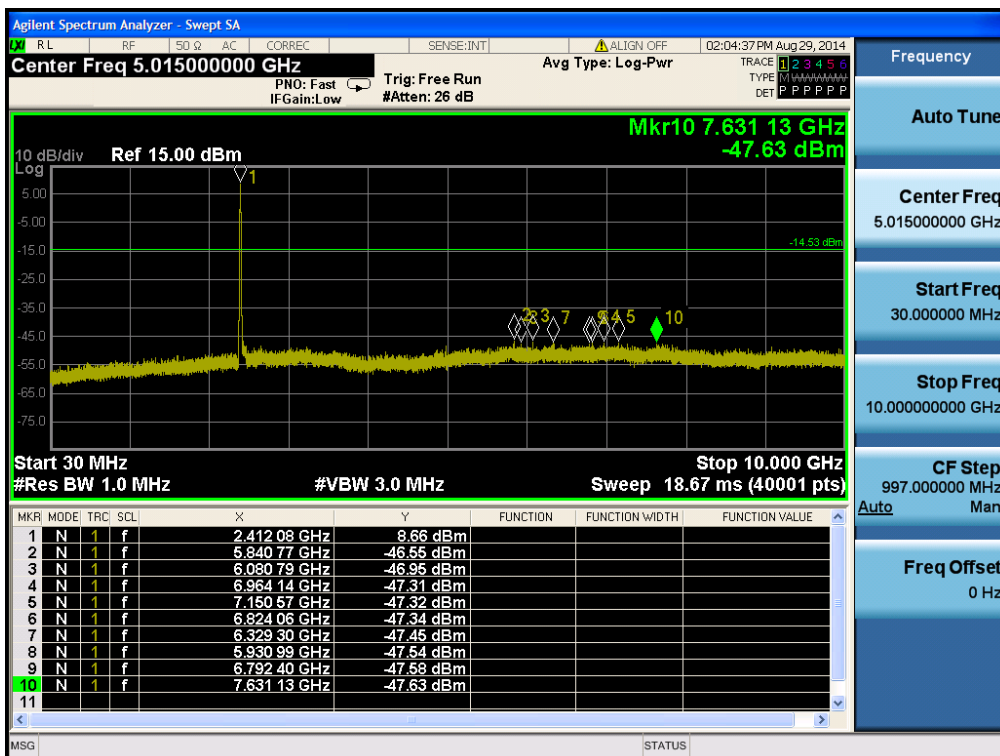 Agilent Spectrum Analyzer - Swept SA
LXI RL RF 50 Ω AC CORREC SENSE:INT ALIGN OFF 02:04:37 PM Aug 29, 2014
Center Freq 5.015000000 GHz Avg Type: Log-Pwr TRACE 1 2 3 4 5 6
PNO: Fast Trig: Free Run TYPE M
IFGain:Low #Atten: 26 dB DET P P P P P P
Mkr10 7.631 13 GHz
-47.63 dBm
10 dB/div Ref 15.00 dBm
Log
1
5.00
-5.00
-14.53 dBm
-15.0
-25.0
-35.0
2 3 7 4 5 10
-45.0
-55.0
-65.0
-75.0
Start 30 MHz Stop 10.000 GHz
#Res BW 1.0 MHz #VBW 3.0 MHz Sweep 18.67 ms (40001 pts)
MKR MODE TRC SCL X Y FUNCTION FUNCTION WIDTH FUNCTION VALUE
1 N 1 f 2.412 08 GHz 8.66 dBm
2 N 1 f 5.840 77 GHz -46.55 dBm
3 N 1 f 6.080 79 GHz -46.95 dBm
4 N 1 f 6.964 14 GHz -47.31 dBm
5 N 1 f 7.150 57 GHz -47.32 dBm
6 N 1 f 6.824 06 GHz -47.34 dBm
7 N 1 f 6.329 30 GHz -47.45 dBm
8 N 1 f 5.930 99 GHz -47.54 dBm
9 N 1 f 6.792 40 GHz -47.58 dBm
10 N 1 f 7.631 13 GHz -47.63 dBm
11
MSG STATUS
Frequency
Auto Tune
Center Freq
5.015000000 GHz
Start Freq
30.000000 MHz
Stop Freq
10.000000000 GHz
CF Step
997.000000 MHz
Auto Man
Freq Offset
0 Hz